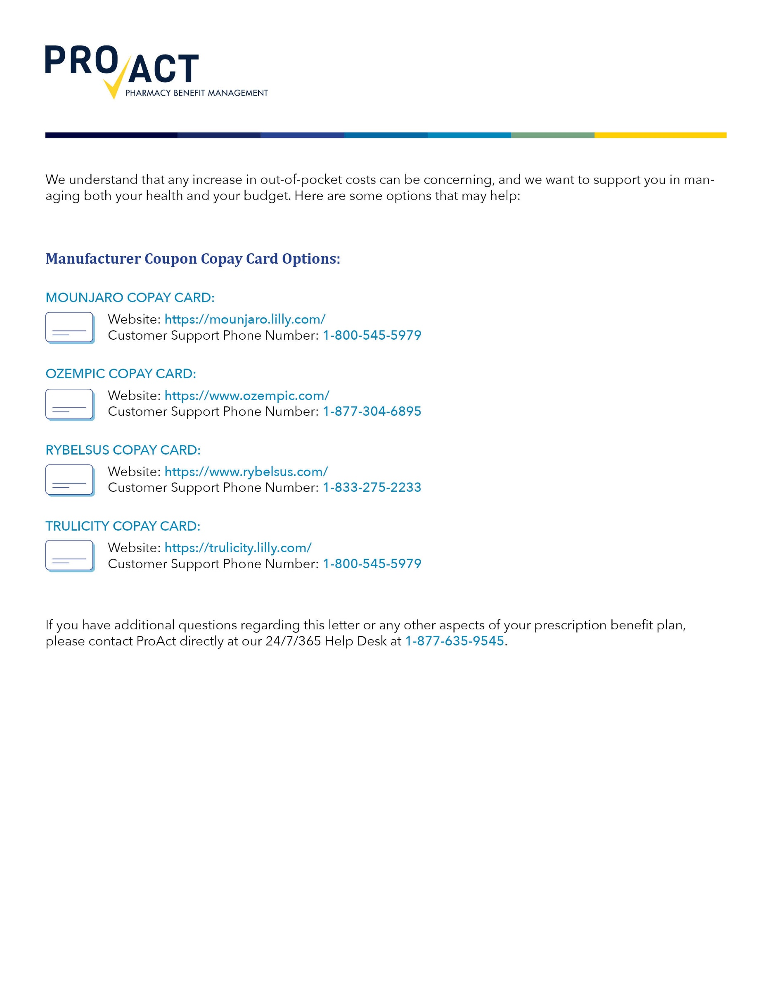 PRO ACT
PHARMACY BENEFIT MANAGEMENT
We understand that any increase in out-of-pocket costs can be concerning, and we want to support you in man-
aging both your health and your budget. Here are some options that may help:
Manufacturer Coupon Copay Card Options:
MOUNJARO COPAY CARD:
Website: https://mounjaro.lilly.com/
Customer Support Phone Number: 1-800-545-5979
OZEMPIC COPAY CARD:
Website: https://www.ozempic.com/
Customer Support Phone Number: 1-877-304-6895
RYBELSUS COPAY CARD:
Website: https://www.rybelsus.com/
Customer Support Phone Number: 1-833-275-2233
TRULICITY COPAY CARD:
Website: https://trulicity.lilly.com/
Customer Support Phone Number: 1-800-545-5979
If you have additional questions regarding this letter or any other aspects of your prescription benefit plan,
please contact ProAct directly at our 24/7/365 Help Desk at 1-877-635-9545.